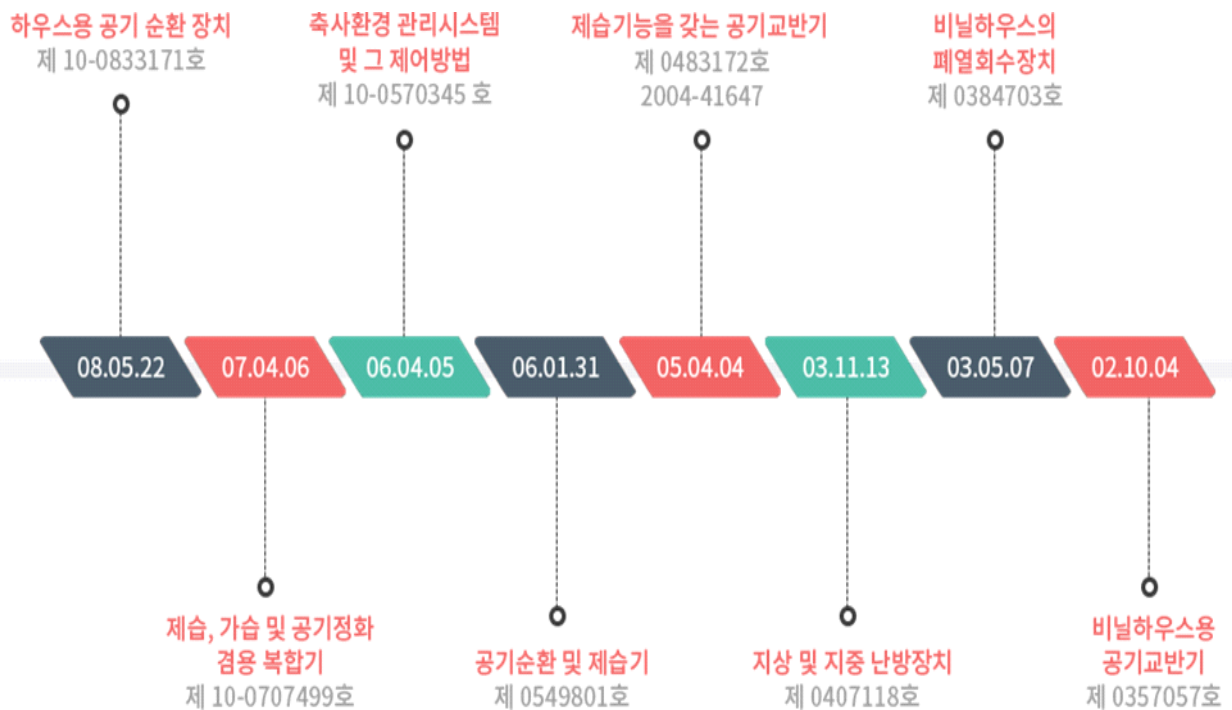 하우스용 공기 순환 장치
제 10-0833171호
축사환경 관리시스템
및 그 제어방법
제 10-0570345 호
제습기능을 갖는 공기교반기
제 0483172호
2004-41647
비닐하우스의
폐열회수장치
제 0384703호
08.05.22
07.04.06
06.04.05
06.01.31
05.04.04
03.11.13
03.05.07
02.10.04
제습, 가습 및 공기정화
겸용 복합기
제 10-0707499호
공기순환 및 제습기
제 0549801호
지상 및 지중 난방장치
제 0407118호
비닐하우스용
공기교반기
제 0357057호